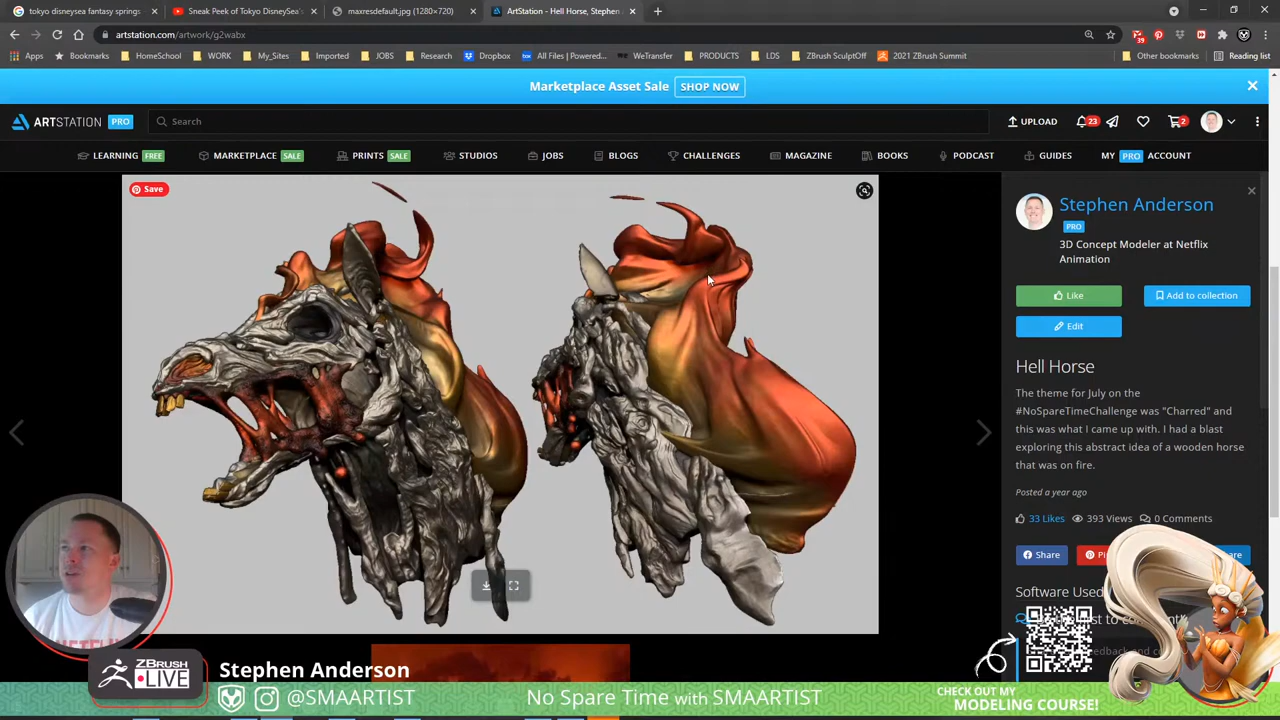 tokyo disneysea fantasy springs
Sneak Peek of Tokyo DisneySea's
maxresdefault.jpg (1280×720)
ArtStation - Hell Horse, Stephen
artstation.com/artwork/g2wabx
Apps
Bookmarks
HomeSchool
WORK
My_Sites
Imported
JOBS
Research
Dropbox
All Files | Powered...
WeTransfer
PRODUCTS
LDS
ZBrush SculptOff
2021 ZBrush Summit
Other bookmarks
Reading list
Marketplace Asset Sale SHOP NOW
ARTSTATION PRO
Search
UPLOAD
23
2
LEARNING FREE
MARKETPLACE SALE
PRINTS SALE
STUDIOS
JOBS
BLOGS
CHALLENGES
MAGAZINE
BOOKS
PODCAST
GUIDES
MY PRO ACCOUNT
Save
Stephen Anderson
PRO
3D Concept Modeler at Netflix
Animation
Like
Add to collection
Edit
Hell Horse
The theme for July on the
#NoSpareTimeChallenge was "Charred" and
this was what I came up with. I had a blast
exploring this abstract idea of a wooden horse
that was on fire.
Posted a year ago
33 Likes
393 Views
0 Comments
Share
Software Used
NETFLIX
ZBRUSH
LIVE
Stephen Anderson
@SMAARTIST
No Spare Time with SMAARTIST
CHECK OUT MY
MODELING COURSE!